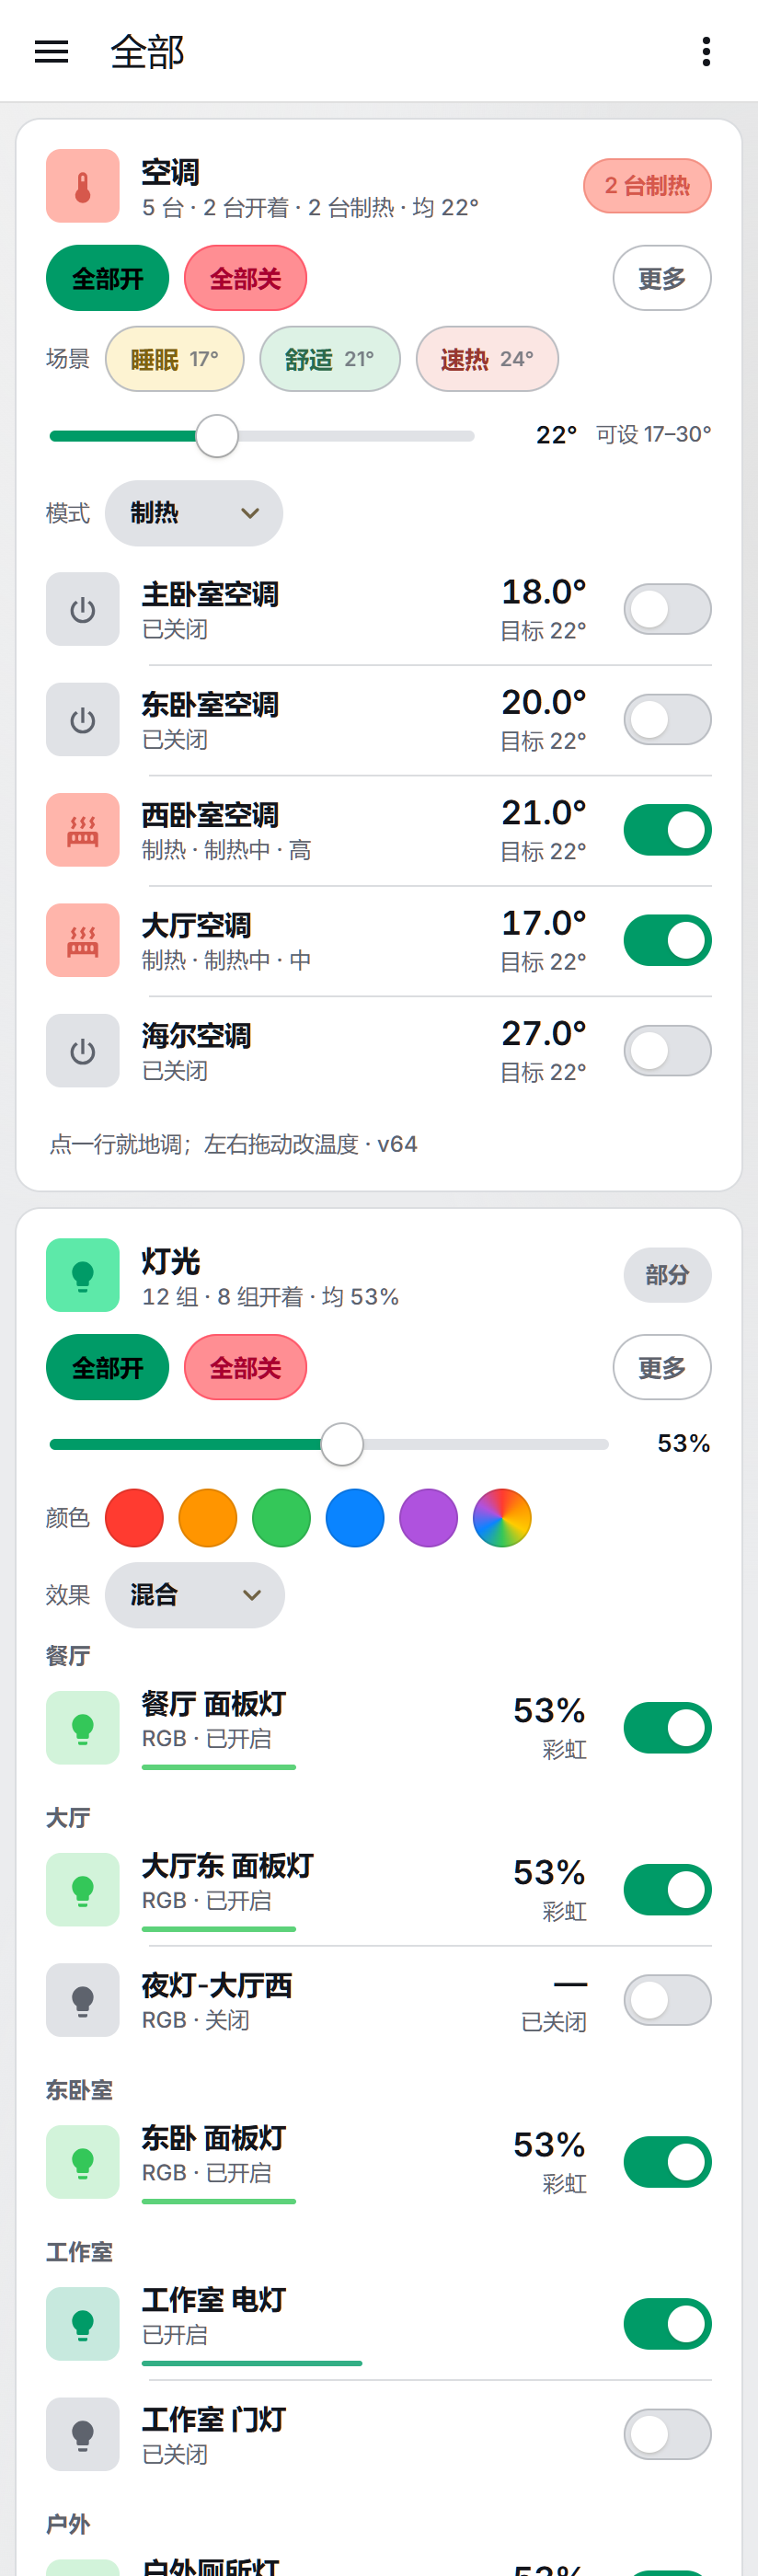 全部
空调
5 台 · 2 台开着 · 2 台制热 · 均 22°
2 台制热
全部开
全部关
更多
场景
睡眠 17°
舒适 21°
速热 24°
22°
可设 17–30°
模式
制热
主卧室空调
已关闭
18.0°
目标 22°
东卧室空调
已关闭
20.0°
目标 22°
西卧室空调
制热 · 制热中 · 高
21.0°
目标 22°
大厅空调
制热 · 制热中 · 中
17.0°
目标 22°
海尔空调
已关闭
27.0°
目标 22°
点一行就地调；左右拖动改温度 · v64
灯光
12 组 · 8 组开着 · 均 53%
部分
全部开
全部关
更多
53%
颜色
效果
混合
餐厅
餐厅 面板灯
RGB · 已开启
53%
彩虹
大厅
大厅东 面板灯
RGB · 已开启
53%
彩虹
夜灯-大厅西
RGB · 关闭
—
已关闭
东卧室
东卧 面板灯
RGB · 已开启
53%
彩虹
工作室
工作室 电灯
已开启
工作室 门灯
已关闭
户外
户外厕所灯
53%